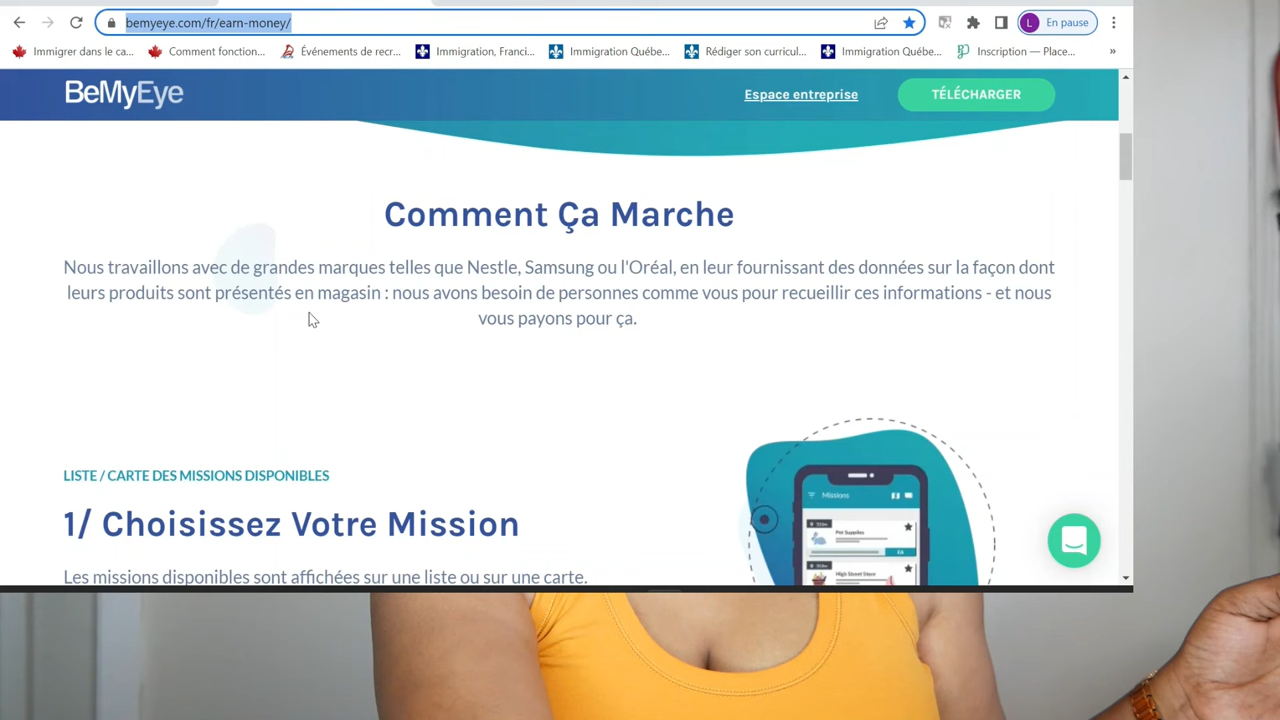 bemyeye.com/fr/earn-money/
L En pause
Immigrer dans le ca... Comment fonction... Événements de recr... Immigration, Franci... Immigration Québe... Rédiger son curricul... Immigration Québe... Inscription — Place... »
BeMyEye Espace entreprise TÉLÉCHARGER
Comment Ça Marche
Nous travaillons avec de grandes marques telles que Nestle, Samsung ou l'Oréal, en leur fournissant des données sur la façon dont
leurs produits sont présentés en magasin : nous avons besoin de personnes comme vous pour recueillir ces informations - et nous
vous payons pour ça.
LISTE / CARTE DES MISSIONS DISPONIBLES
1/ Choisissez Votre Mission
Les missions disponibles sont affichées sur une liste ou sur une carte.
Missions
Pet Supplies
High Street Store